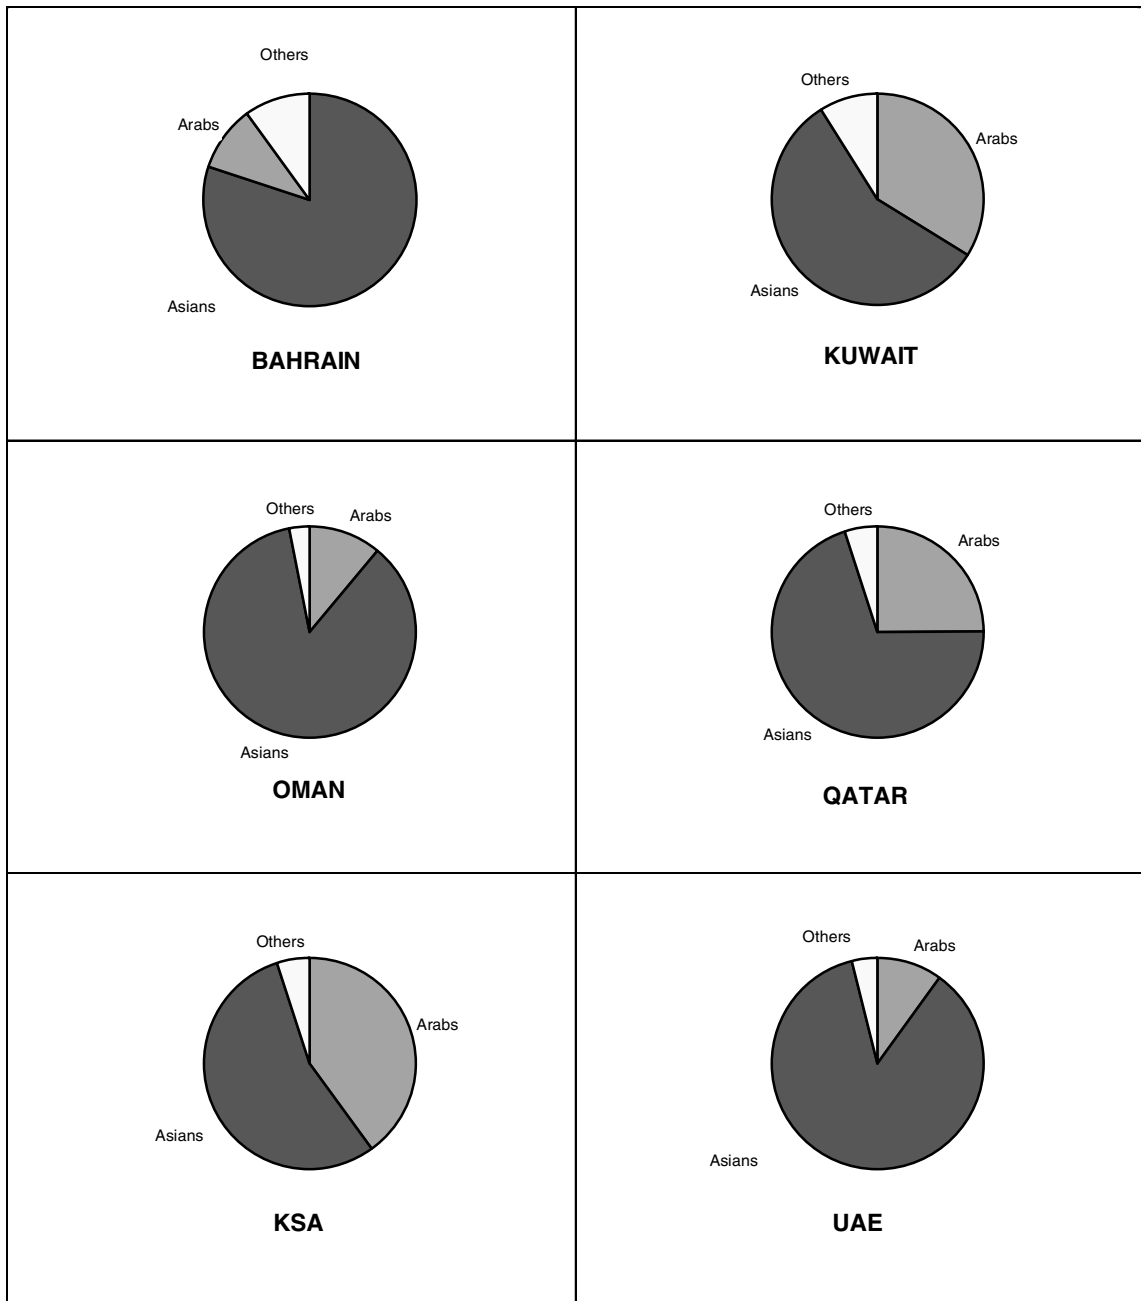 Others
Arabs
Asians
BAHRAIN
Others
Arabs
Asians
KUWAIT
Others
Arabs
Asians
OMAN
Others
Arabs
Asians
QATAR
Others
Arabs
Asians
KSA
Others
Arabs
Asians
UAE